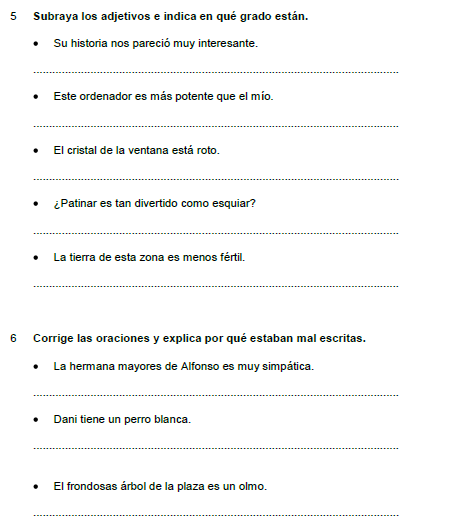 5 Subraya los adjetivos e indica en qué grado están.
• Su historia nos pareció muy interesante.
• Este ordenador es más potente que el mío.
• El cristal de la ventana está roto.
• ¿Patinar es tan divertido como esquiar?
• La tierra de esta zona es menos fértil.
6 Corrige las oraciones y explica por qué estaban mal escritas.
• La hermana mayores de Alfonso es muy simpática.
• Dani tiene un perro blanca.
• El frondosas árbol de la plaza es un olmo.